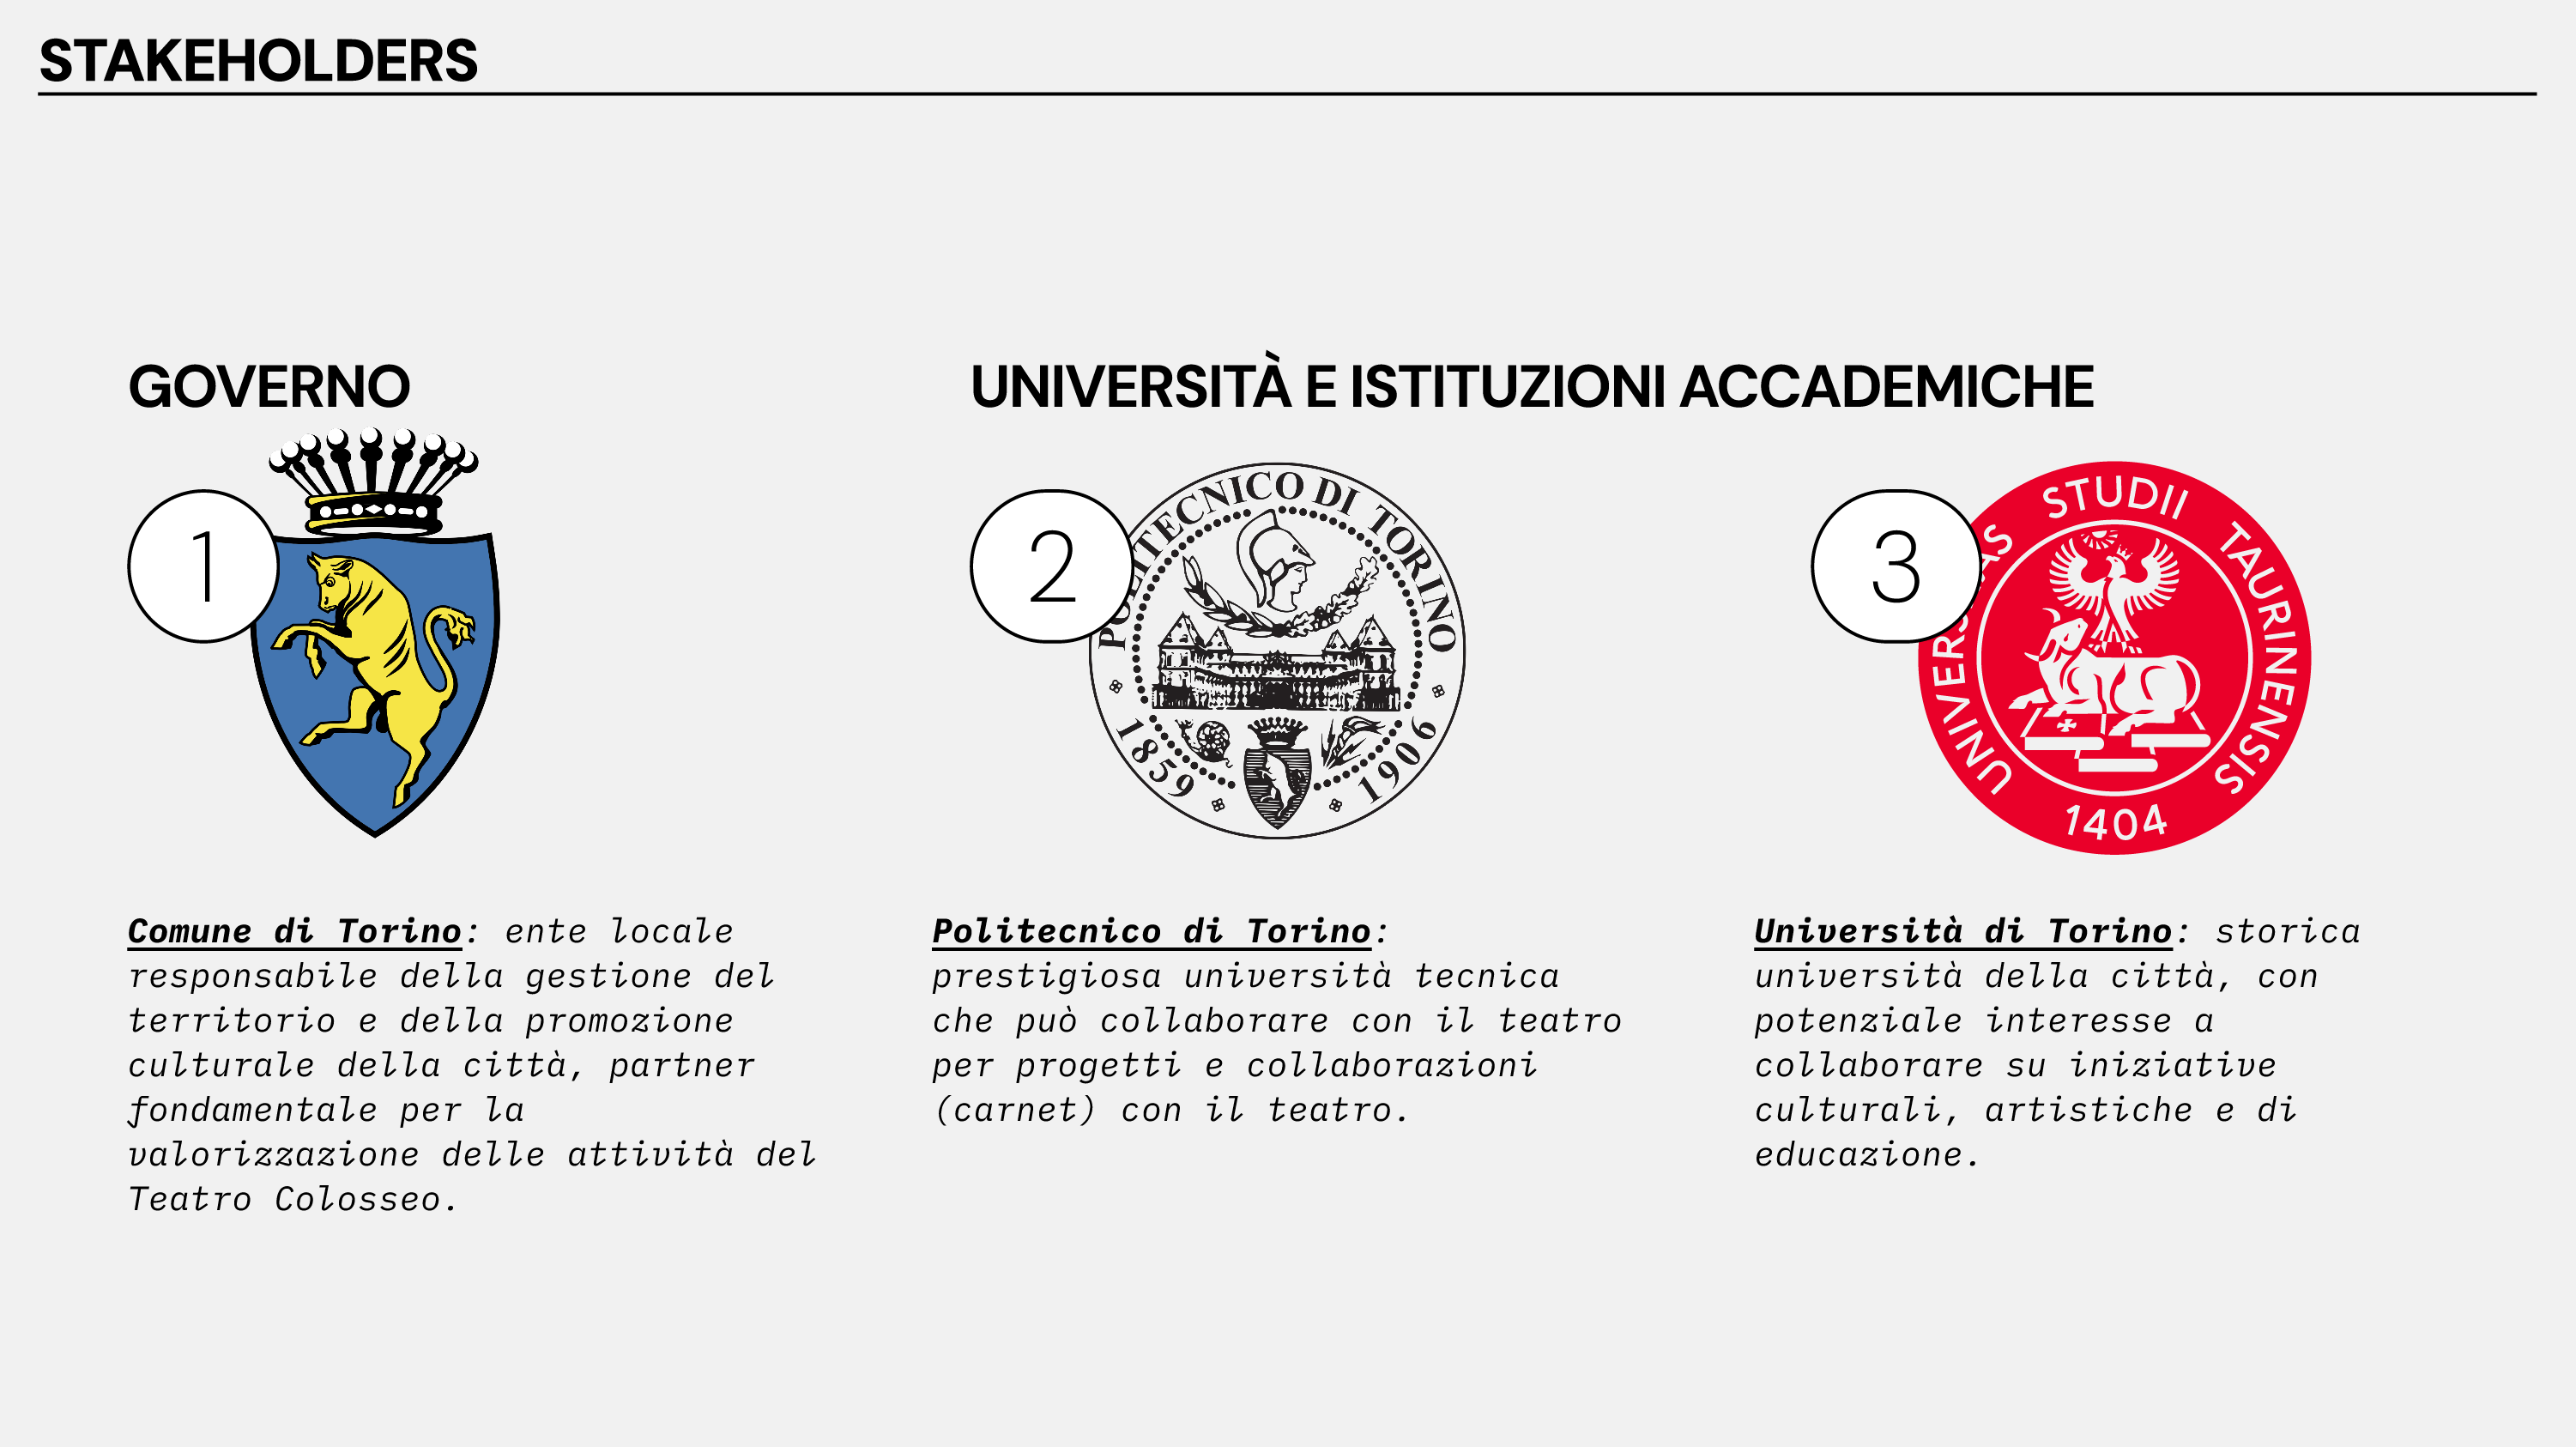 STAKEHOLDERS
GOVERNO
UNIVERSITÀ E ISTITUZIONI ACCADEMICHE
1
2
POLITECNICO DI TORINO
1859
1906
3
STUDII
TAURINENSIS
1404
Comune di Torino: ente locale
responsabile della gestione del
territorio e della promozione
culturale della città, partner
fondamentale per la
valorizzazione delle attività del
Teatro Colosseo.
Politecnico di Torino:
prestigiosa università tecnica
che può collaborare con il teatro
per progetti e collaborazioni
(carnet) con il teatro.
Università di Torino: storica
università della città, con
potenziale interesse a
collaborare su iniziative
culturali, artistiche e di
educazione.